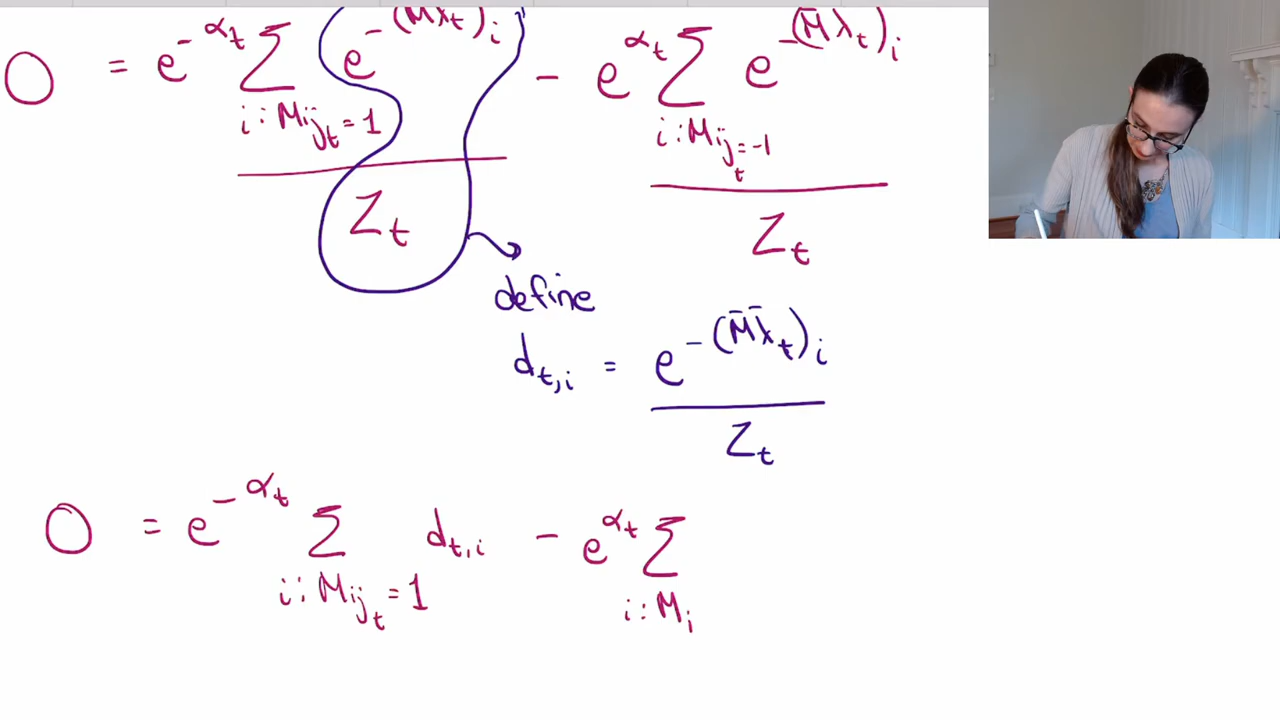 0 = e^{-α_t} Σ_{i:M_{ij_t}=1} e^{-(Mλ_t)_i} / Z_t - e^{α_t} Σ_{i:M_{ij_t}=-1} e^{-(Mλ_t)_i} / Z_t
define
d_{t,i} = e^{-(M̄λ̄_t)_i} / Z_t
0 = e^{-α_t} Σ_{i:M_{ij_t}=1} d_{t,i} - e^{α_t} Σ_{i:M_i}